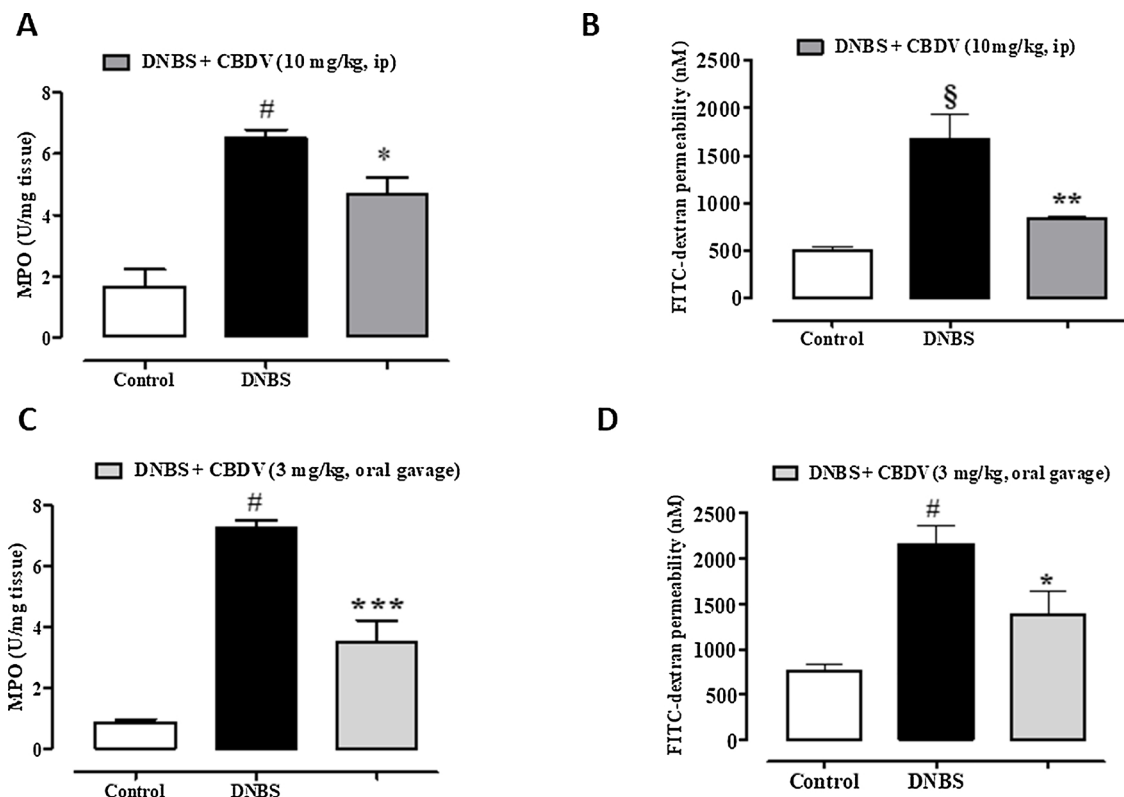 A
DNBS + CBDV (10 mg/kg, ip)
MPO (U/mg tissue)
8
6
4
2
0
#
*
Control
DNBS
B
DNBS + CBDV (10mg/kg, ip)
FITC-dextran permeability (nM)
2500
2000
1500
1000
500
0
§
**
Control
DNBS
C
DNBS + CBDV (3 mg/kg, oral gavage)
MPO (U/mg tissue)
8
6
4
2
0
#
***
Control
DNBS
D
DNBS + CBDV (3 mg/kg, oral gavage)
FITC-dextran permeability (nM)
2500
2000
1500
1000
500
0
#
*
Control
DNBS